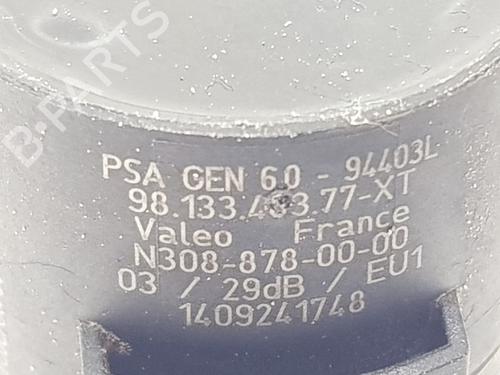 B-PARTS
PSA GEN 6.0 - 94403L
98.133.483.77-XT
Valeo France
N308-878-00-00
03 / 29dB / EU1
1409241748